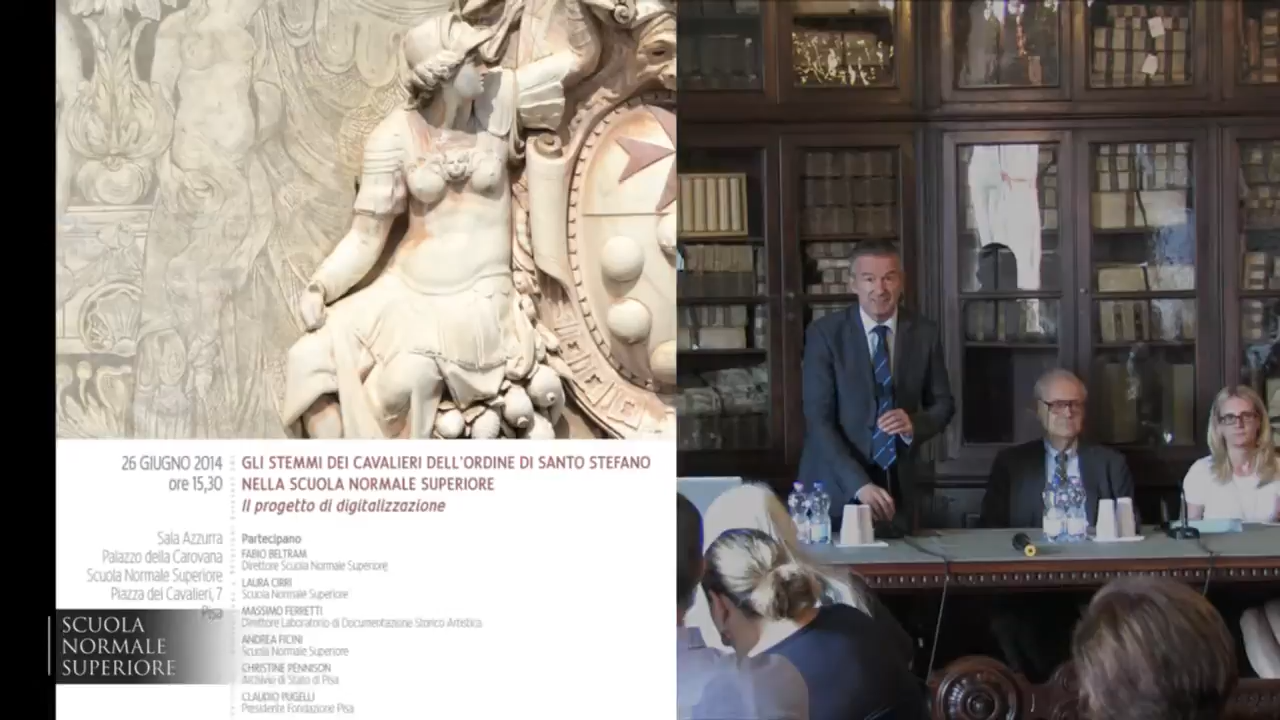 26 GIUGNO 2014
ore 15,30
GLI STEMMI DEI CAVALIERI DELL'ORDINE DI SANTO STEFANO
NELLA SCUOLA NORMALE SUPERIORE
Il progetto di digitalizzazione
Sala Azzurra
Palazzo della Carovana
Scuola Normale Superiore
Piazza dei Cavalieri, 7
Pisa
Partecipano
FABIO BELTRAM
Direttore Scuola Normale Superiore
LAURA CIRRI
Scuola Normale Superiore
MASSIMO FERRETTI
Direttore Laboratorio di Documentazione Storico Artistica
ANDREA FICINI
Scuola Normale Superiore
CHRISTINE PENNISON
Archivio di Stato di Pisa
CLAUDIO PUGELLI
Presidente Fondazione Pisa
SCUOLA
NORMALE
SUPERIORE